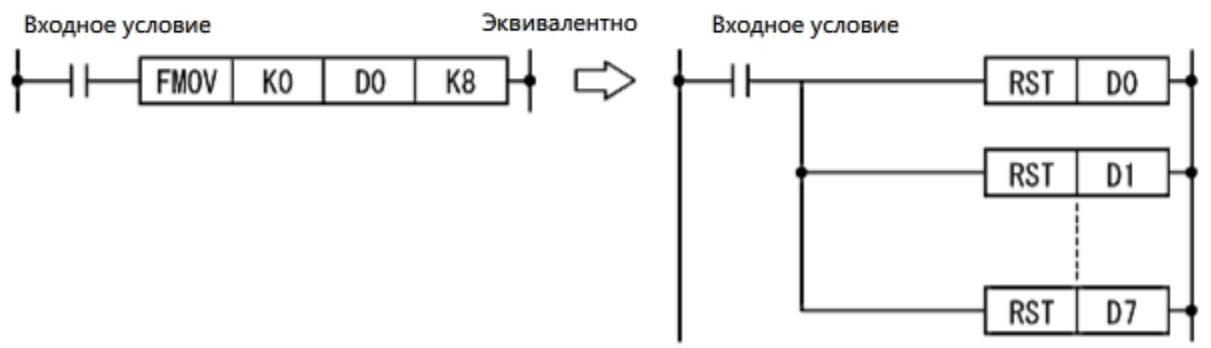 Входное условие Эквивалентно Входное условие
FMOV K0 D0 K8 RST D0
RST D1
RST D7